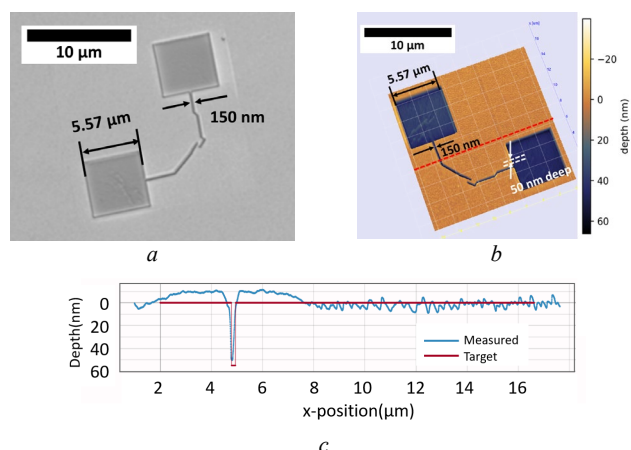 10 μm
5.57 μm
150 nm
a
10 μm
5.57 μm
150 nm
50 nm deep
−20
0
20
40
60
depth (nm)
b
Depth(nm)
0
20
40
60
2
4
6
8
10
12
14
16
x-position(μm)
Measured
Target
c